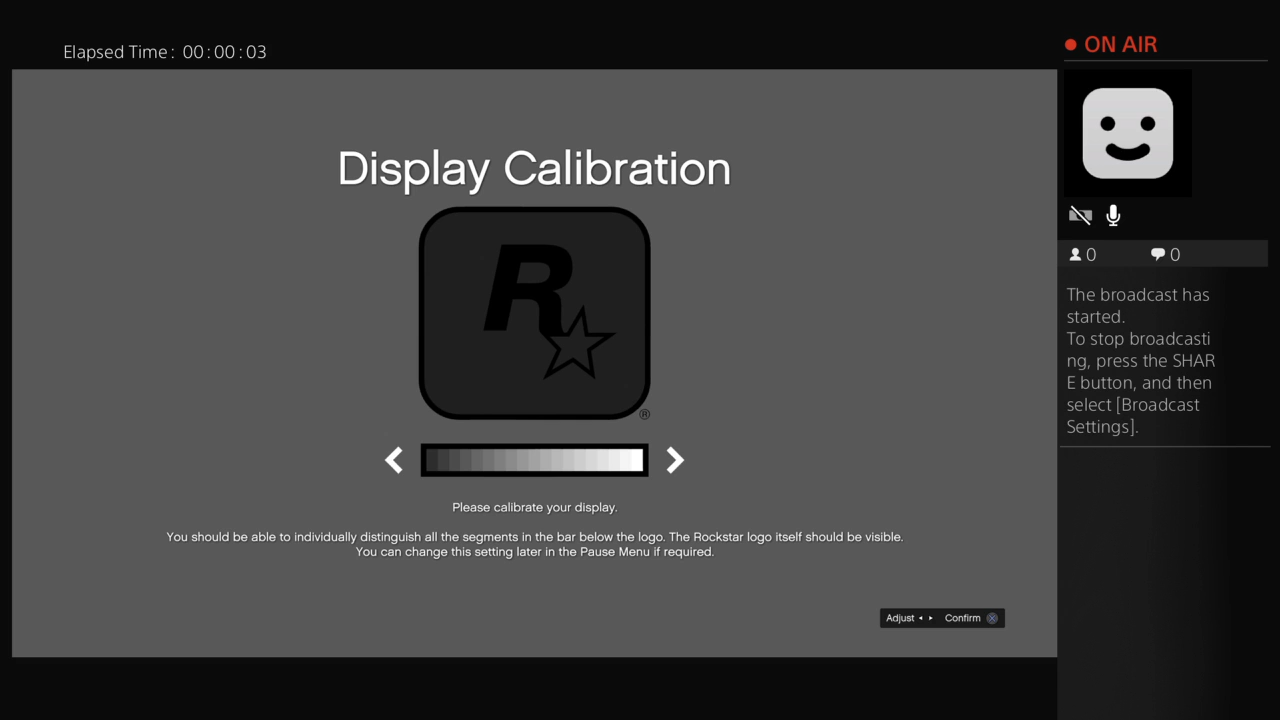 Elapsed Time: 00:00:03
ON AIR
Display Calibration
R
®
0 0
The broadcast has
started.
To stop broadcasti
ng, press the SHAR
E button, and then
select [Broadcast
Settings].
Please calibrate your display.
You should be able to individually distinguish all the segments in the bar below the logo. The Rockstar logo itself should be visible.
You can change this setting later in the Pause Menu if required.
Adjust Confirm